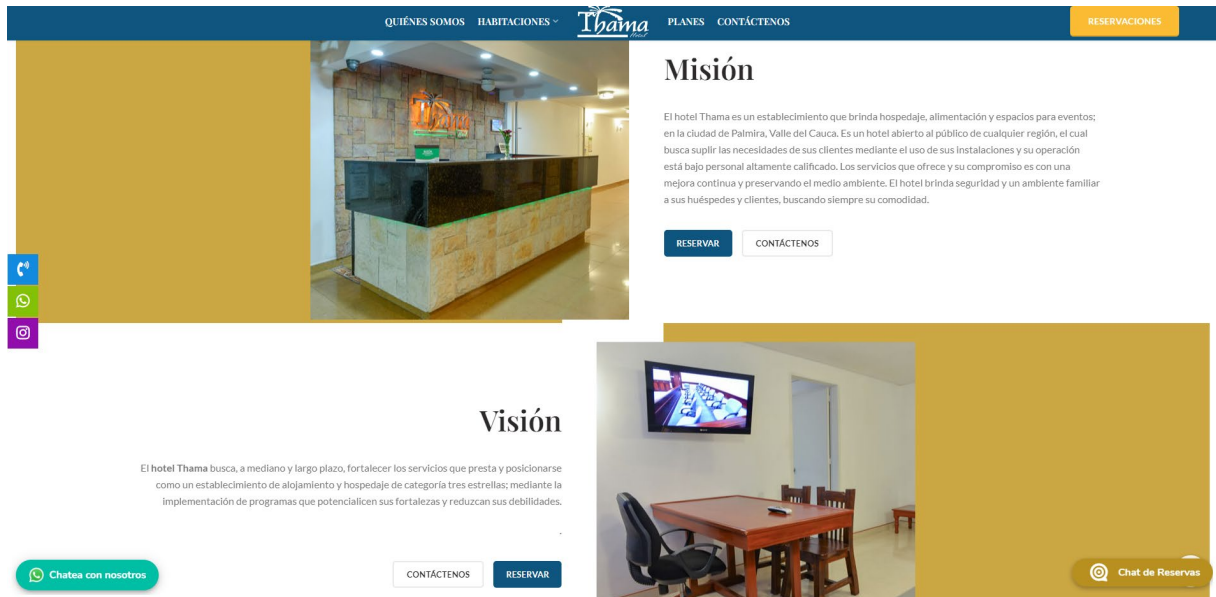 QUIÉNES SOMOS HABITACIONES Thama Hotel PLANES CONTÁCTENOS RESERVACIONES
Thama
Misión
El hotel Thama es un establecimiento que brinda hospedaje, alimentación y espacios para eventos;
en la ciudad de Palmira, Valle del Cauca. Es un hotel abierto al público de cualquier región, el cual
busca suplir las necesidades de sus clientes mediante el uso de sus instalaciones y su operación
está bajo personal altamente calificado. Los servicios que ofrece y su compromiso es con una
mejora continua y preservando el medio ambiente. El hotel brinda seguridad y un ambiente familiar
a sus huéspedes y clientes, buscando siempre su comodidad.
RESERVAR CONTÁCTENOS
Visión
El hotel Thama busca, a mediano y largo plazo, fortalecer los servicios que presta y posicionarse
como un establecimiento de alojamiento y hospedaje de categoría tres estrellas; mediante la
implementación de programas que potencialicen sus fortalezas y reduzcan sus debilidades.
.
CONTÁCTENOS RESERVAR
Chatea con nosotros
Chat de Reservas